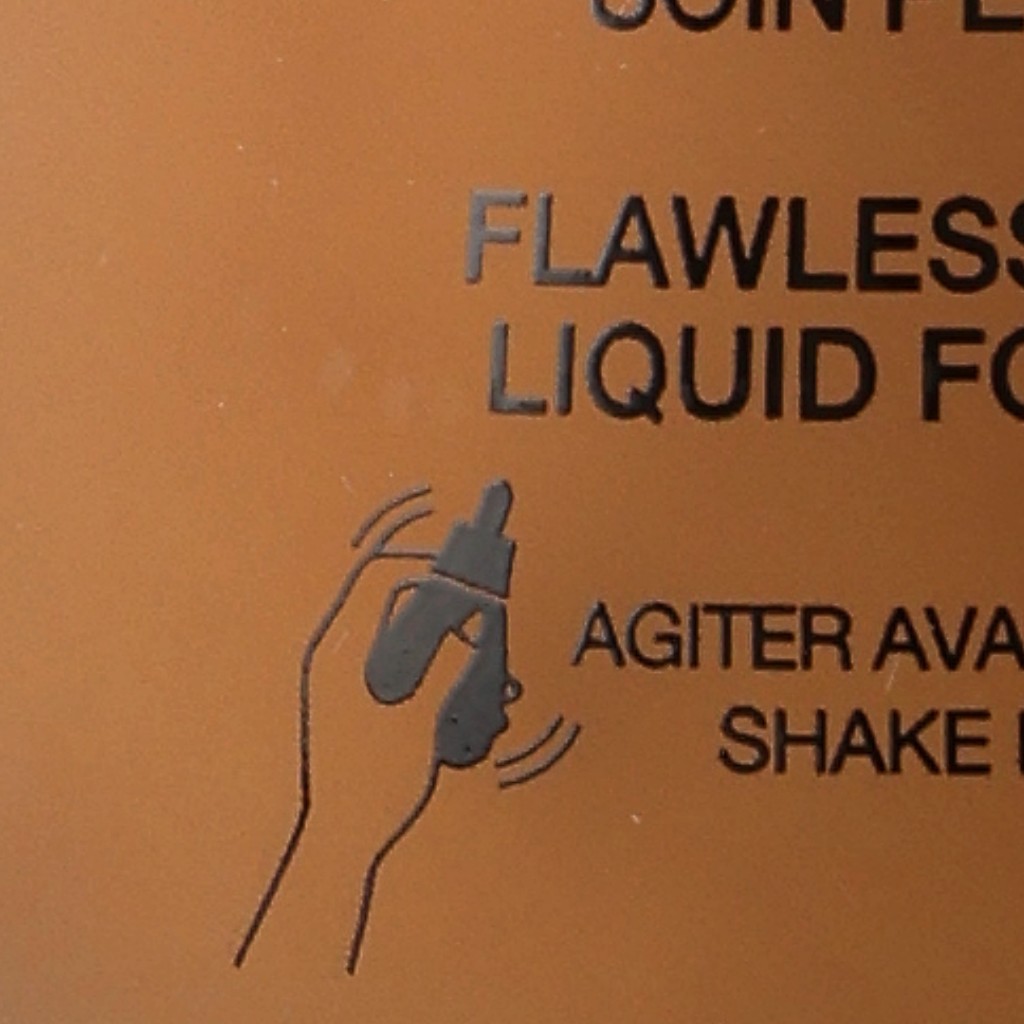 FLAWLESS
LIQUID FO
AGITER AVA
SHAKE